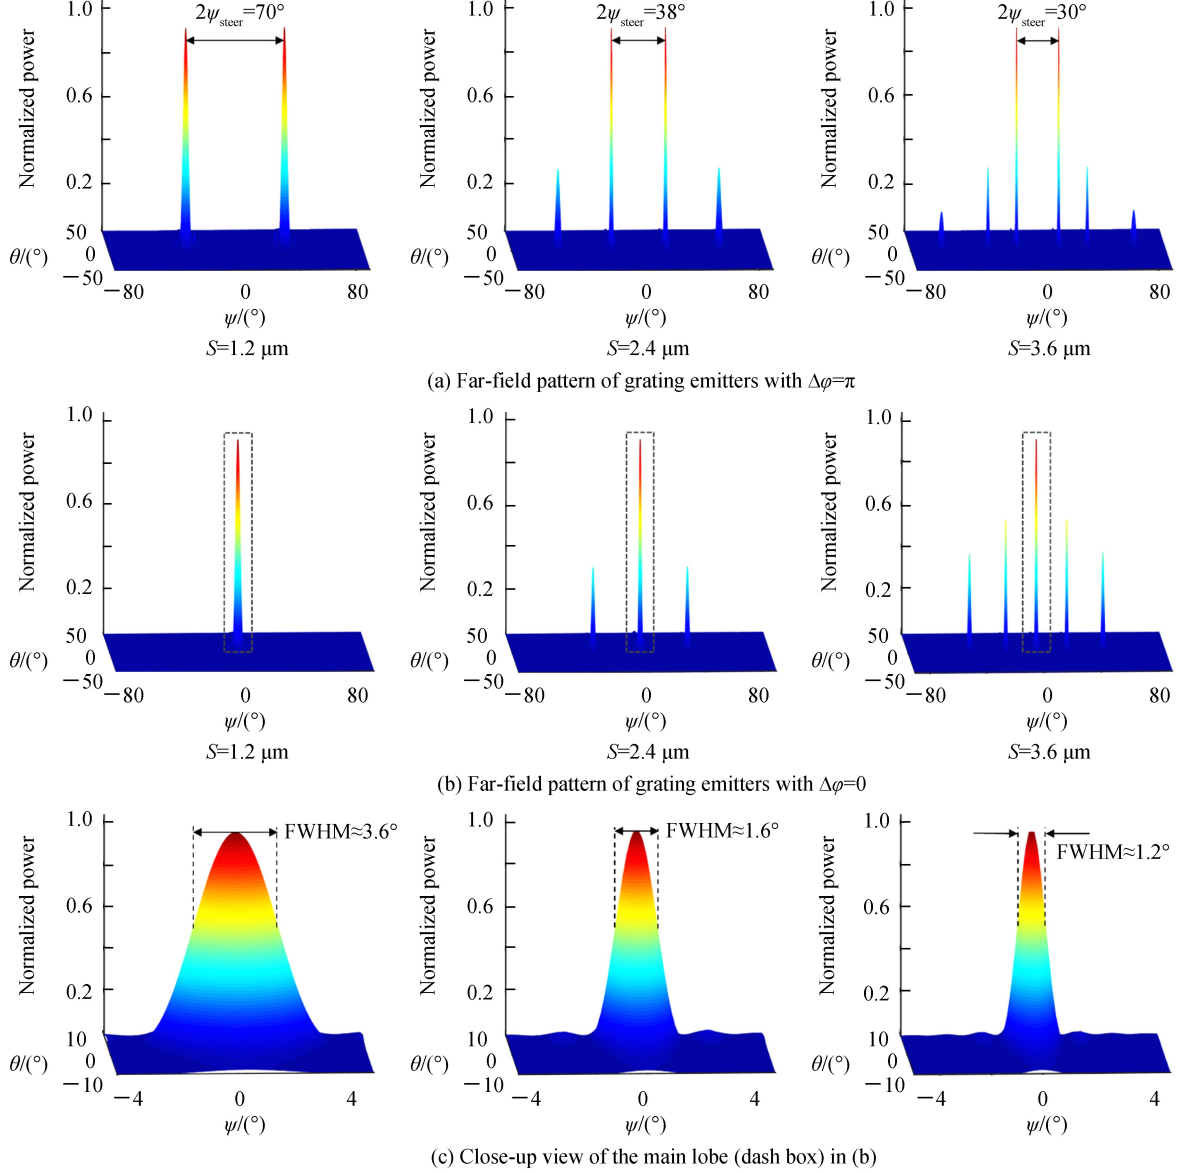 2ψsteer=70°
1.0
0.6
0.2
Normalized power
50
0
−50
θ/(°)
−80
0
80
ψ/(°)
S=1.2 μm
2ψsteer=38°
1.0
0.6
0.2
Normalized power
50
0
−50
θ/(°)
−80
0
80
ψ/(°)
S=2.4 μm
2ψsteer=30°
1.0
0.6
0.2
Normalized power
50
0
−50
θ/(°)
−80
0
80
ψ/(°)
S=3.6 μm
(a) Far-field pattern of grating emitters with Δφ=π
1.0
0.6
0.2
Normalized power
50
0
−50
θ/(°)
−80
0
80
ψ/(°)
S=1.2 μm
1.0
0.6
0.2
Normalized power
50
0
−50
θ/(°)
−80
0
80
ψ/(°)
S=2.4 μm
1.0
0.6
0.2
Normalized power
50
0
−50
θ/(°)
−80
0
80
ψ/(°)
S=3.6 μm
(b) Far-field pattern of grating emitters with Δφ=0
FWHM≈3.6°
1.0
0.6
0.2
Normalized power
10
0
−10
θ/(°)
−4
0
4
ψ/(°)
FWHM≈1.6°
1.0
0.6
0.2
Normalized power
10
0
−10
θ/(°)
−4
0
4
ψ/(°)
FWHM≈1.2°
1.0
0.6
0.2
Normalized power
10
0
−10
θ/(°)
−4
0
4
ψ/(°)
(c) Close-up view of the main lobe (dash box) in (b)